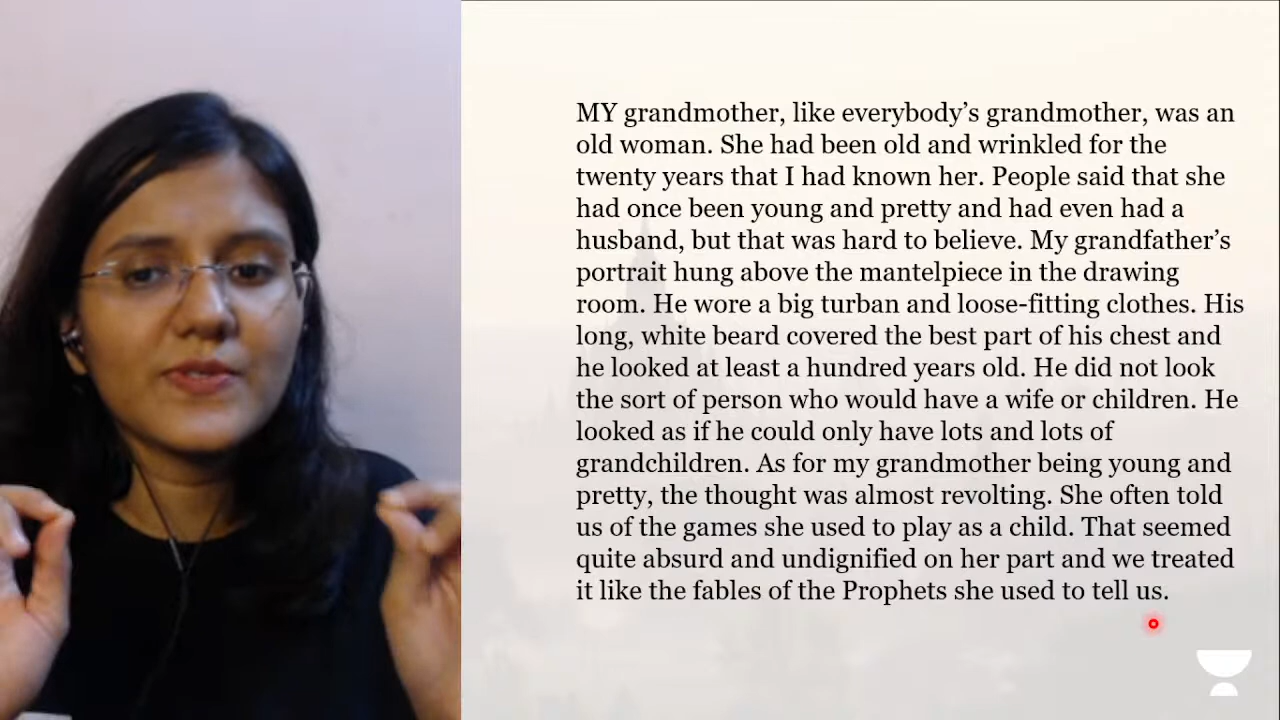 MY grandmother, like everybody’s grandmother, was an
old woman. She had been old and wrinkled for the
twenty years that I had known her. People said that she
had once been young and pretty and had even had a
husband, but that was hard to believe. My grandfather’s
portrait hung above the mantelpiece in the drawing
room. He wore a big turban and loose-fitting clothes. His
long, white beard covered the best part of his chest and
he looked at least a hundred years old. He did not look
the sort of person who would have a wife or children. He
looked as if he could only have lots and lots of
grandchildren. As for my grandmother being young and
pretty, the thought was almost revolting. She often told
us of the games she used to play as a child. That seemed
quite absurd and undignified on her part and we treated
it like the fables of the Prophets she used to tell us.